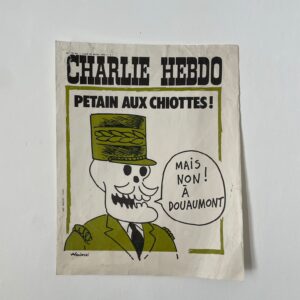 CHARLIE HEBDO
PETAIN AUX CHIOTTES !
MAIS
NON !
À
DOUAUMONT